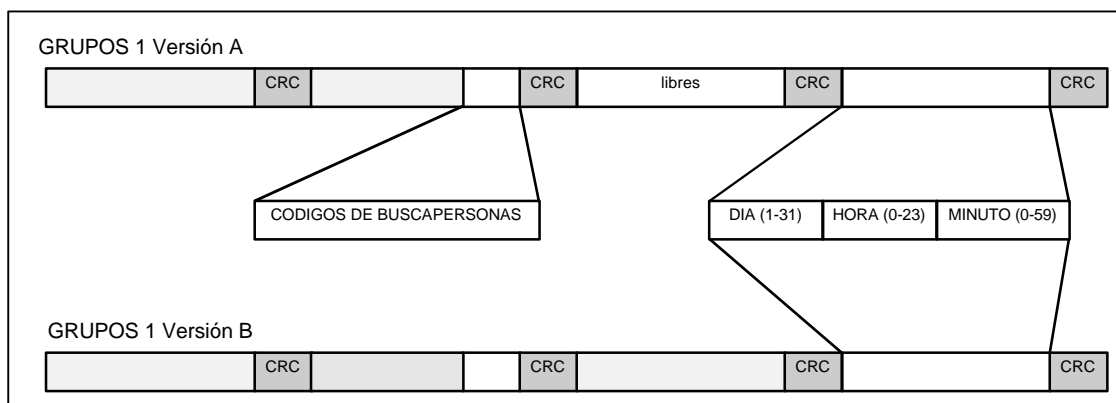 GRUPOS 1 Versión A
CRC CRC libres CRC CRC
CODIGOS DE BUSCAPERSONAS DIA (1-31) HORA (0-23) MINUTO (0-59)
GRUPOS 1 Versión B
CRC CRC CRC CRC